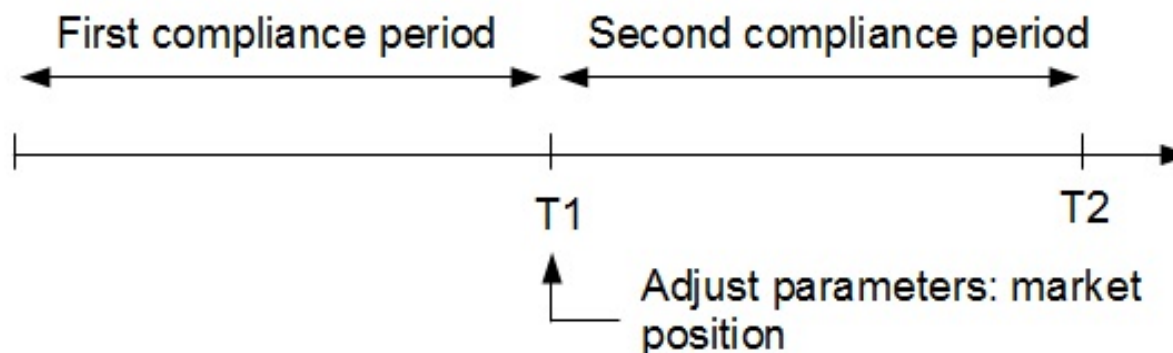 First compliance period
Second compliance period
T1
T2
Adjust parameters: market
position